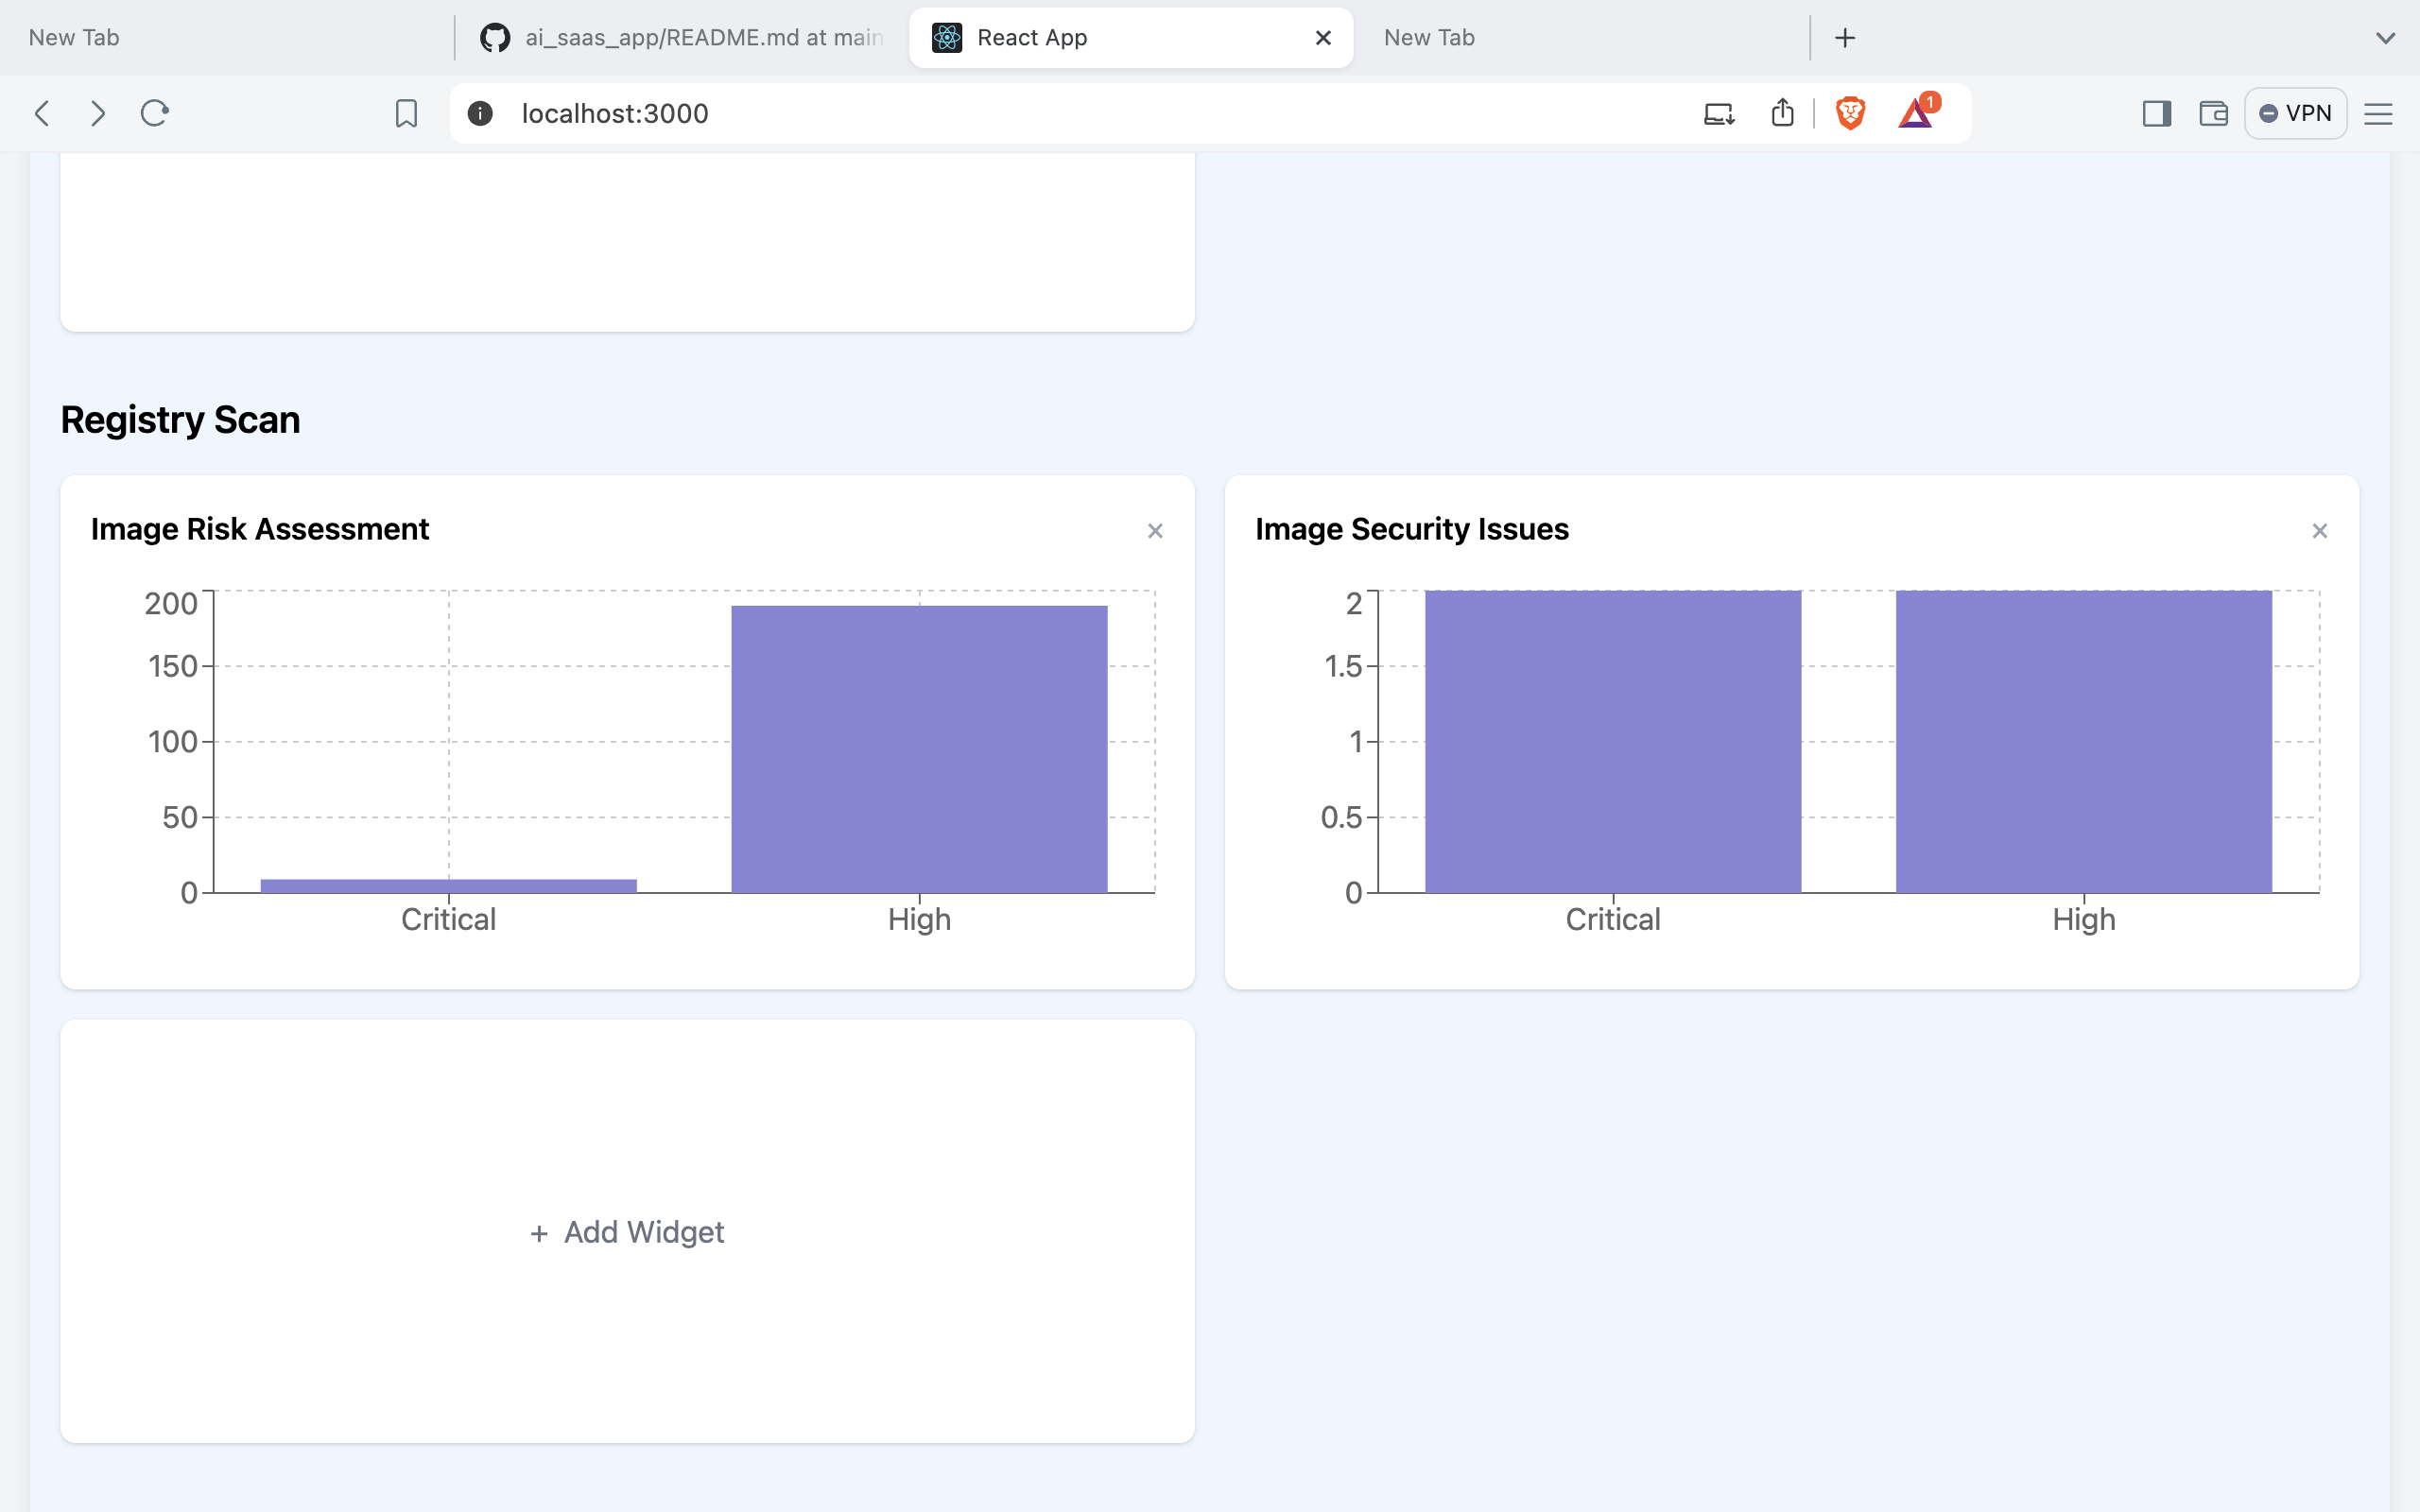 New Tab
ai_saas_app/README.md at main
React App
New Tab
localhost:3000
1
VPN
Registry Scan
Image Risk Assessment
200
150
100
50
0
Critical
High
Image Security Issues
2
1.5
1
0.5
0
Critical
High
+ Add Widget